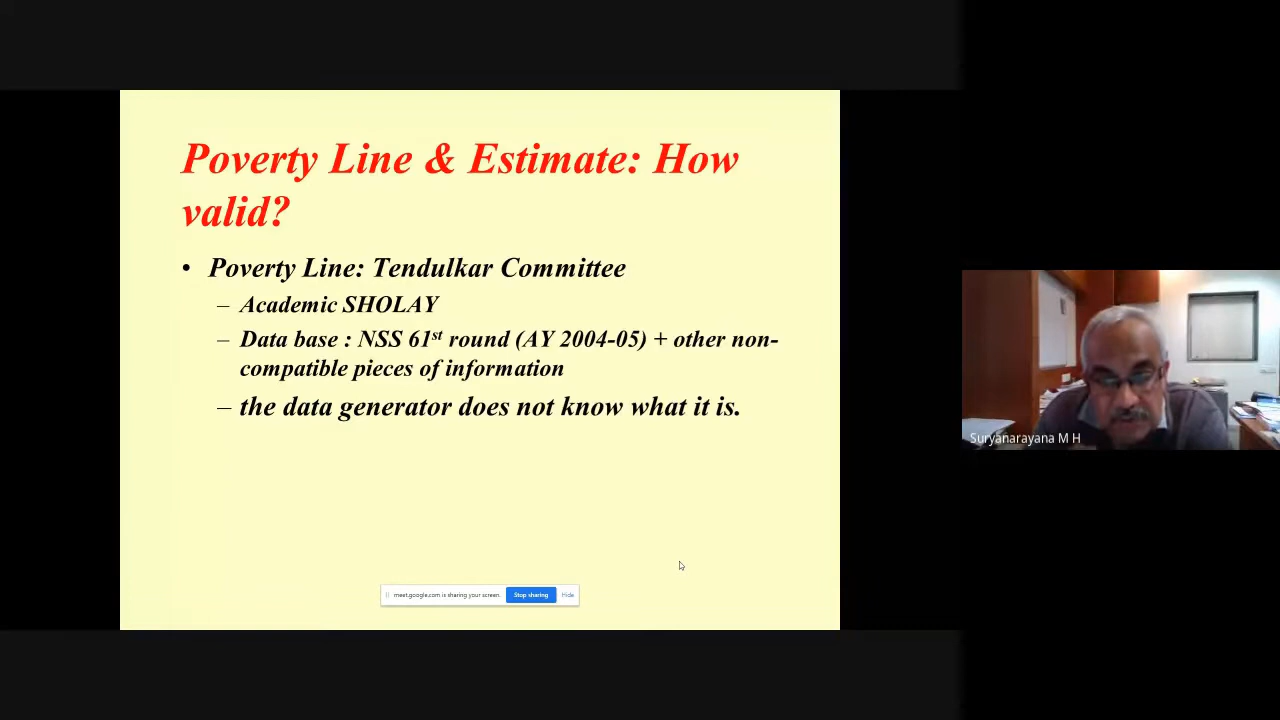 Poverty Line & Estimate: How
valid?
• Poverty Line: Tendulkar Committee
– Academic SHOLAY
– Data base : NSS 61st round (AY 2004-05) + other non-
compatible pieces of information
– the data generator does not know what it is.
meet.google.com is sharing your screen. Stop sharing Hide
Suryanarayana M H